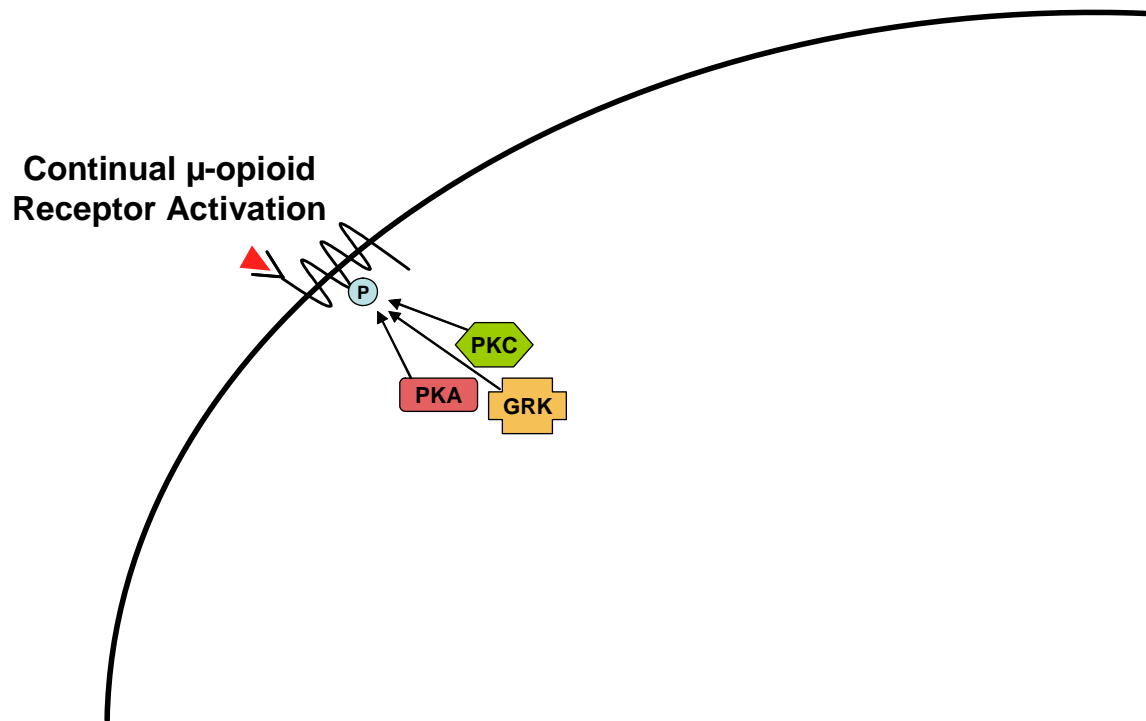 Continual µ-opioid
Receptor Activation
P
PKC
PKA
GRK